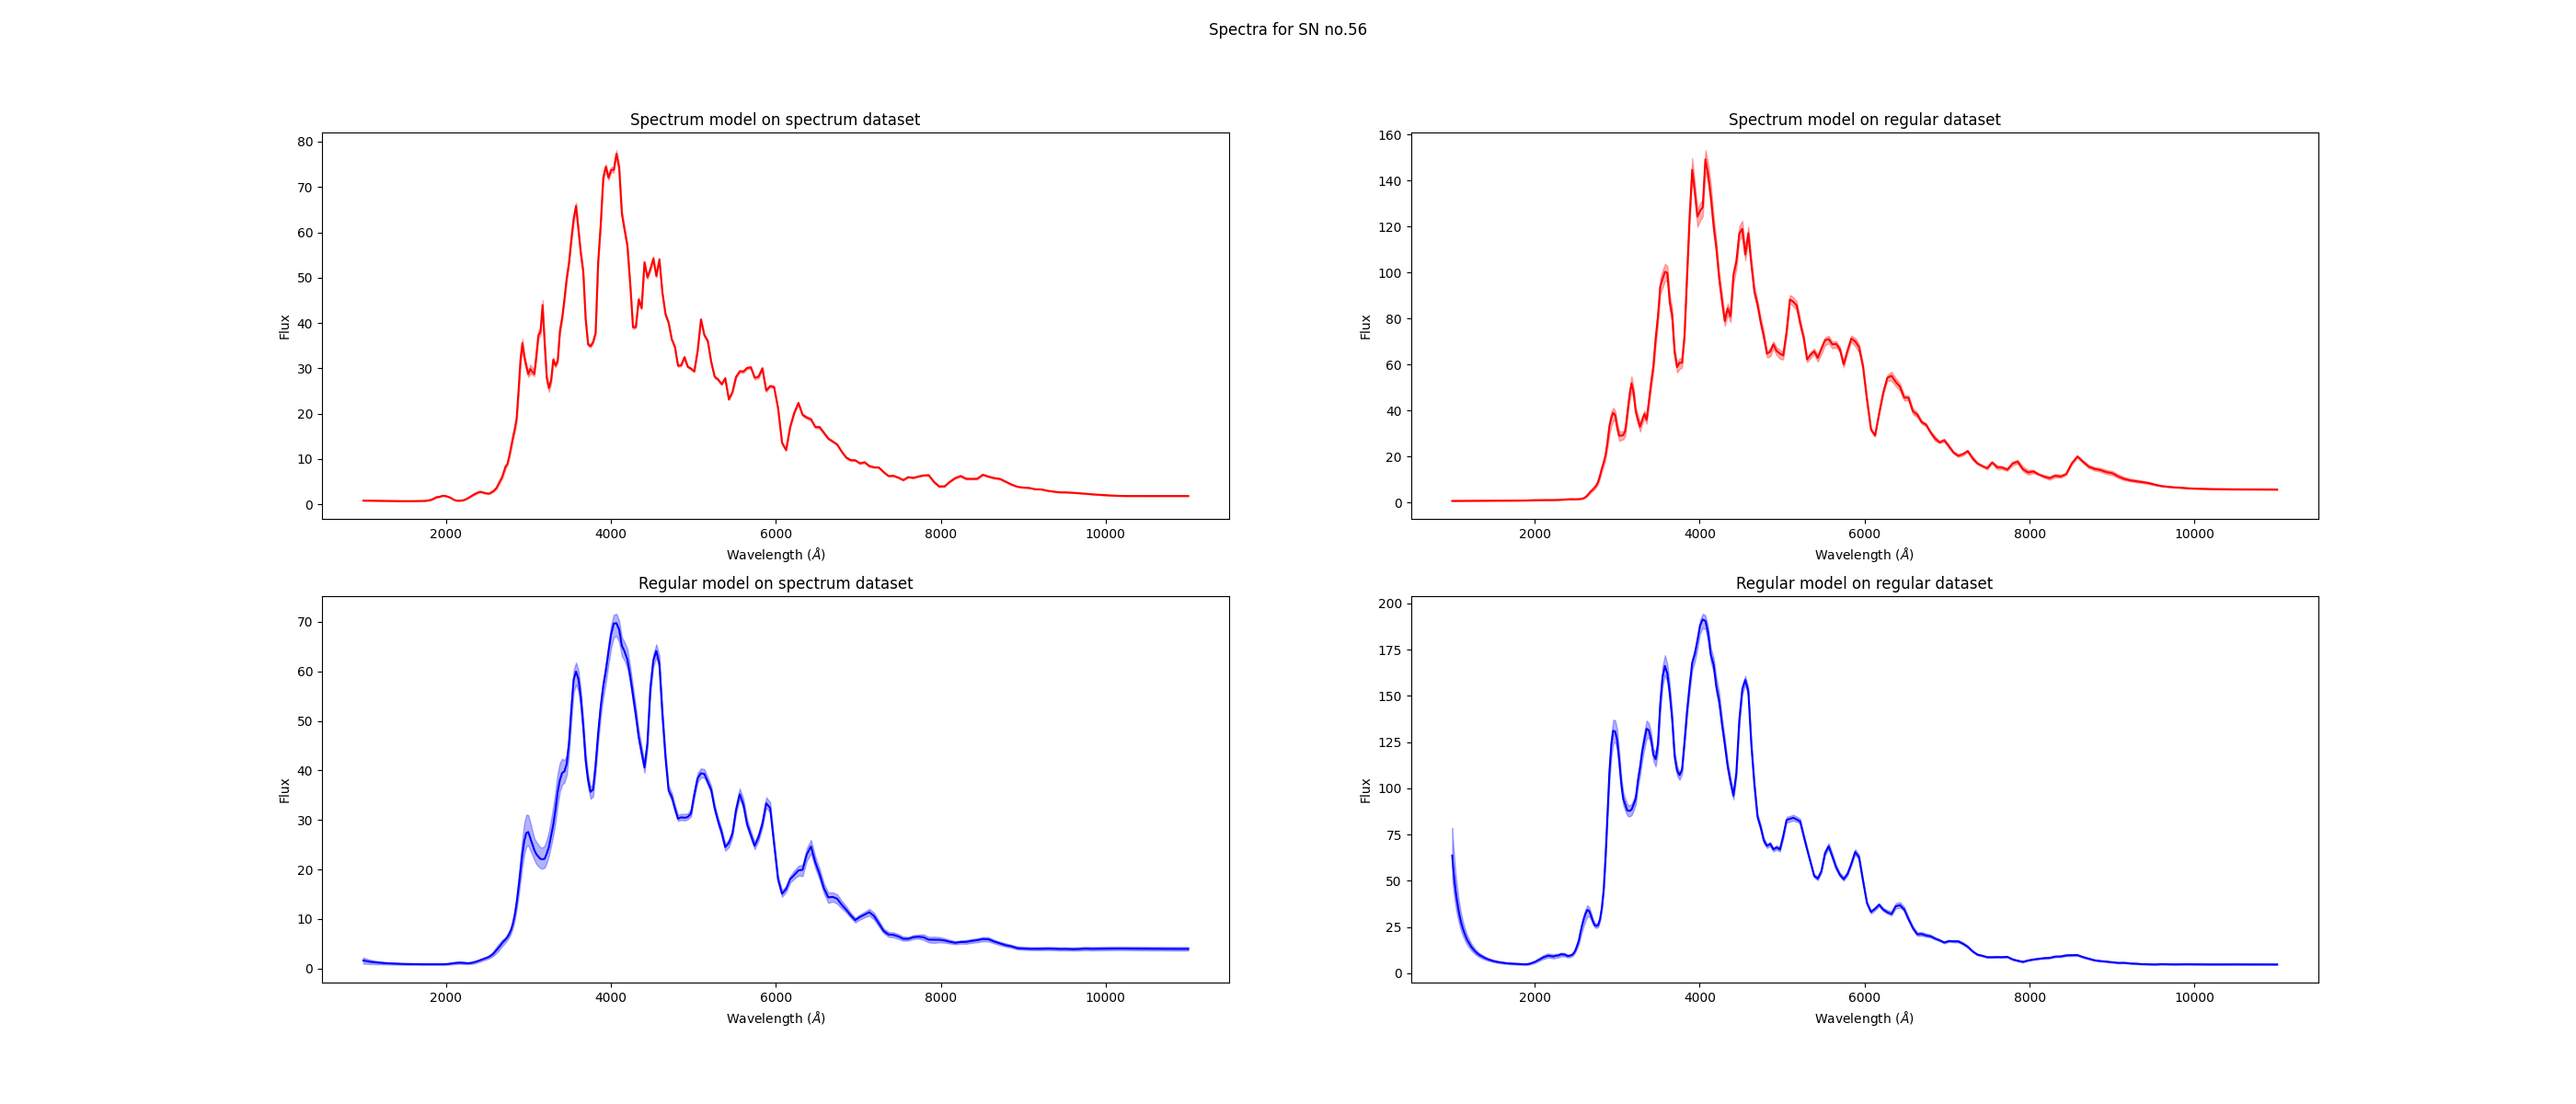 Spectra for SN no.56
Spectrum model on spectrum dataset
80
70
60
50
40
30
20
10
0
Flux
2000 4000 6000 8000 10000
Wavelength (Å)
Spectrum model on regular dataset
160
140
120
100
80
60
40
20
0
Flux
2000 4000 6000 8000 10000
Wavelength (Å)
Regular model on spectrum dataset
70
60
50
40
30
20
10
0
Flux
2000 4000 6000 8000 10000
Wavelength (Å)
Regular model on regular dataset
200
175
150
125
100
75
50
25
0
Flux
2000 4000 6000 8000 10000
Wavelength (Å)